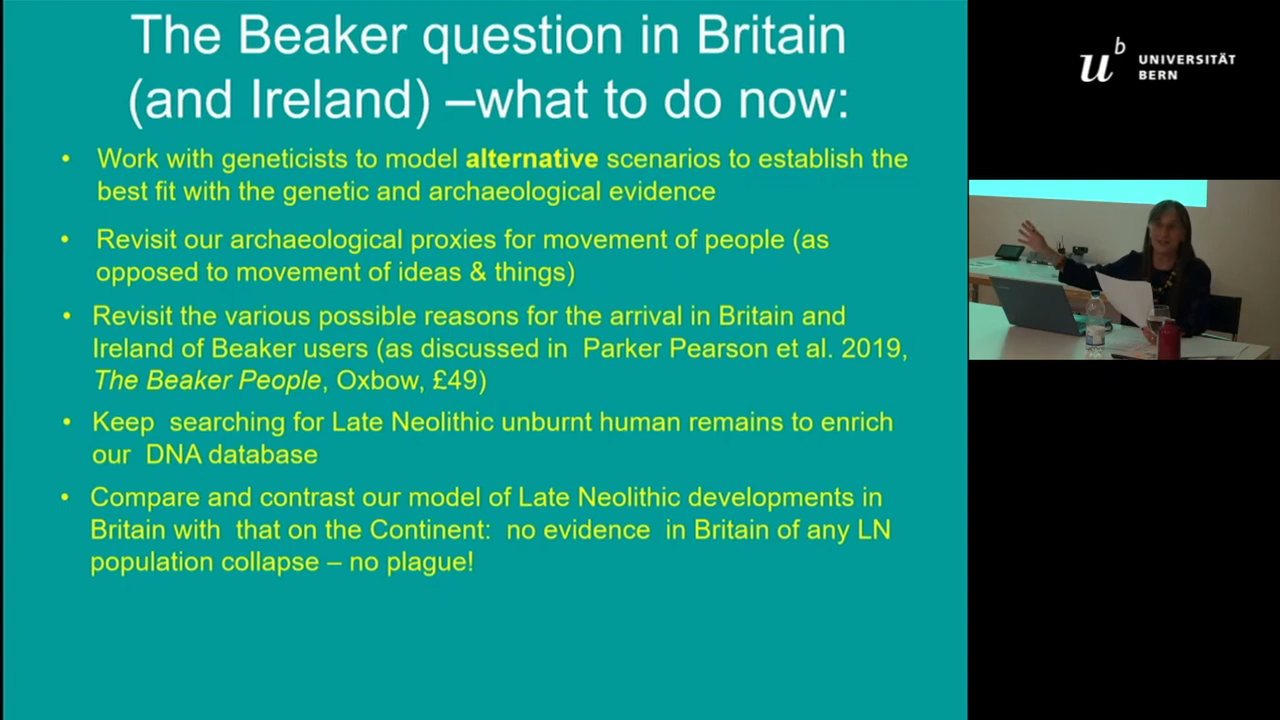 The Beaker question in Britain
(and Ireland) –what to do now:
• Work with geneticists to model alternative scenarios to establish the
best fit with the genetic and archaeological evidence
• Revisit our archaeological proxies for movement of people (as
opposed to movement of ideas & things)
• Revisit the various possible reasons for the arrival in Britain and
Ireland of Beaker users (as discussed in Parker Pearson et al. 2019,
The Beaker People, Oxbow, £49)
• Keep searching for Late Neolithic unburnt human remains to enrich
our DNA database
• Compare and contrast our model of Late Neolithic developments in
Britain with that on the Continent: no evidence in Britain of any LN
population collapse – no plague!
u b UNIVERSITÄT
BERN